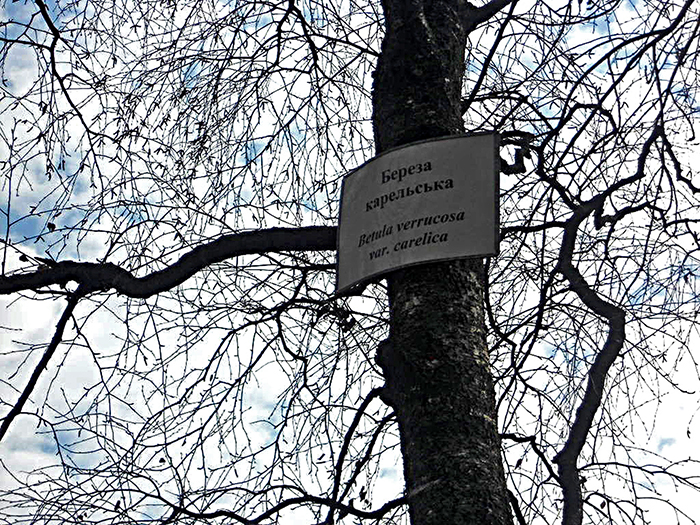 Береза
карельська
Betula verrucosa
var. carelica